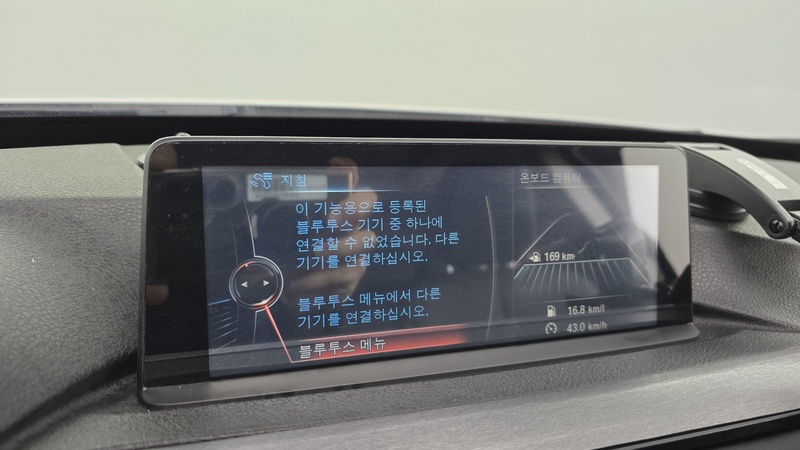 지침
이 기능용으로 등록된
블루투스 기기 중 하나에
연결할 수 없었습니다. 다른
기기를 연결하십시오.
블루투스 메뉴에서 다른
기기를 연결하십시오.
블루투스 메뉴
온보드 컴퓨터
169 km
16.8 km/l
43.0 km/h